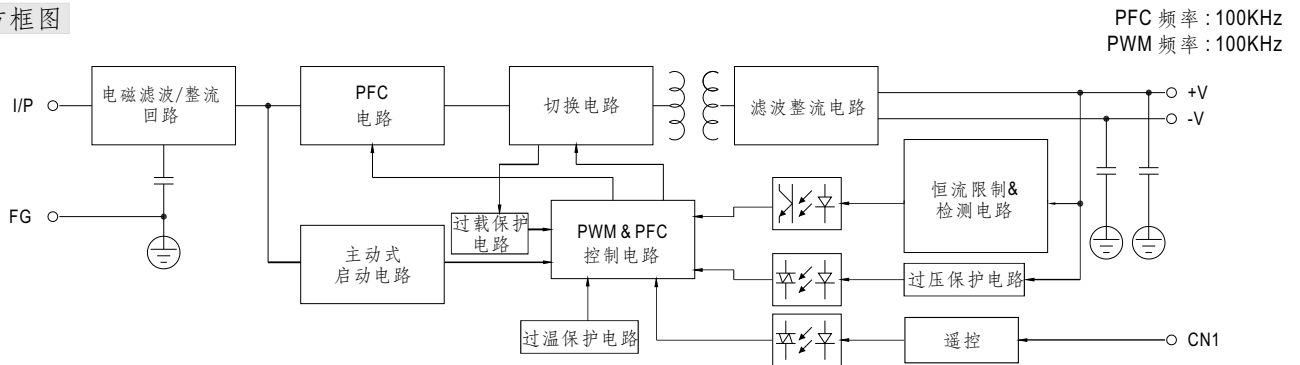 方框图
PFC 频率 : 100KHz
PWM 频率 : 100KHz
I/P
电磁滤波/整流
回路
PFC
电路
切换电路
滤波整流电路
+V
-V
FG
主动式
启动电路
过载保护
电路
PWM & PFC
控制电路
恒流限制&
检测电路
过压保护电路
过温保护电路
遥控
CN1